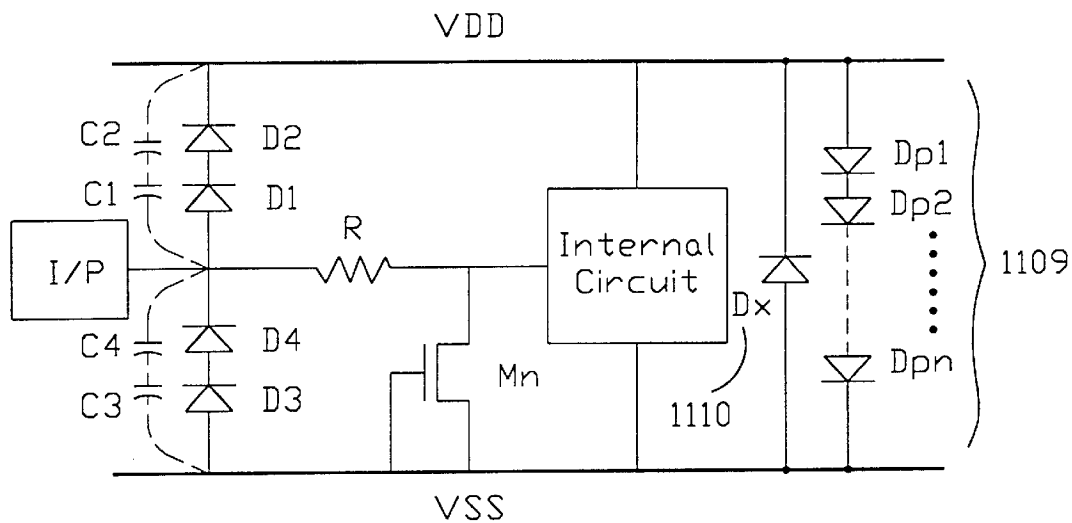 VDD
C2
D2
C1
D1
Dp1
Dp2
I/P
R
Internal
Circuit
1109
Dx
C4
D4
Mn
Dpn
C3
D3
1110
VSS